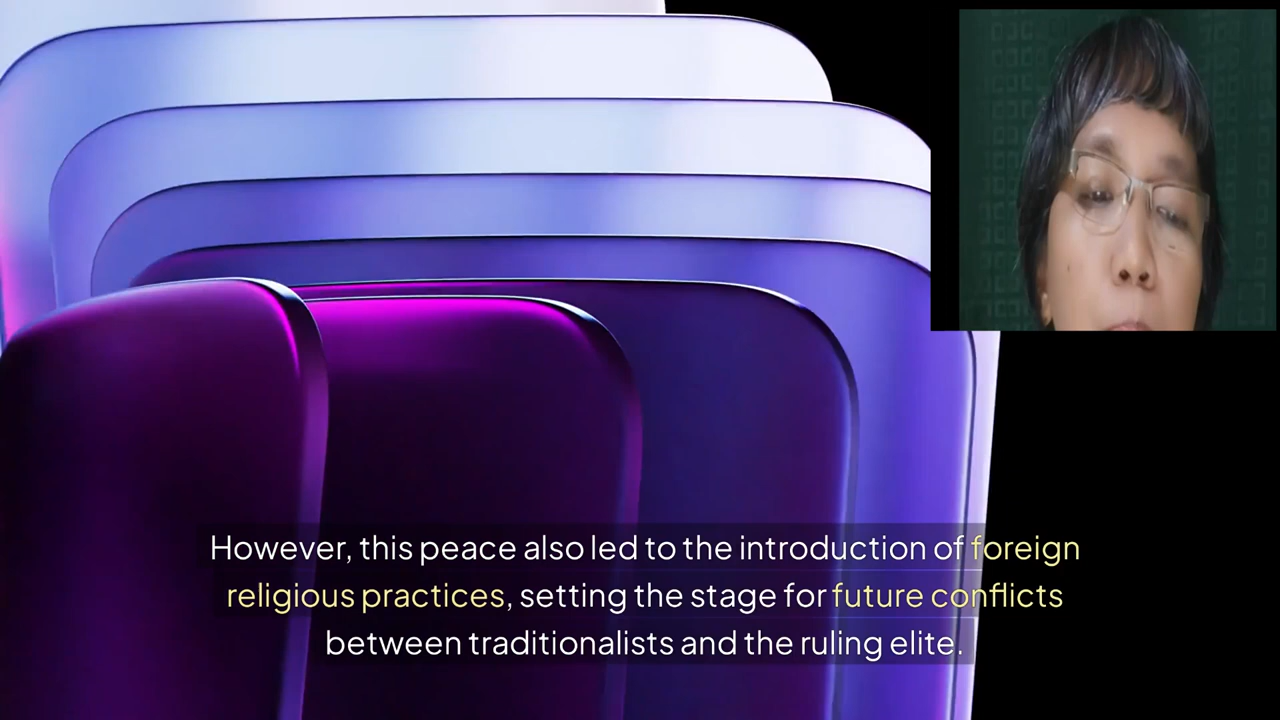 However, this peace also led to the introduction of foreign
religious practices, setting the stage for future conflicts
between traditionalists and the ruling elite.